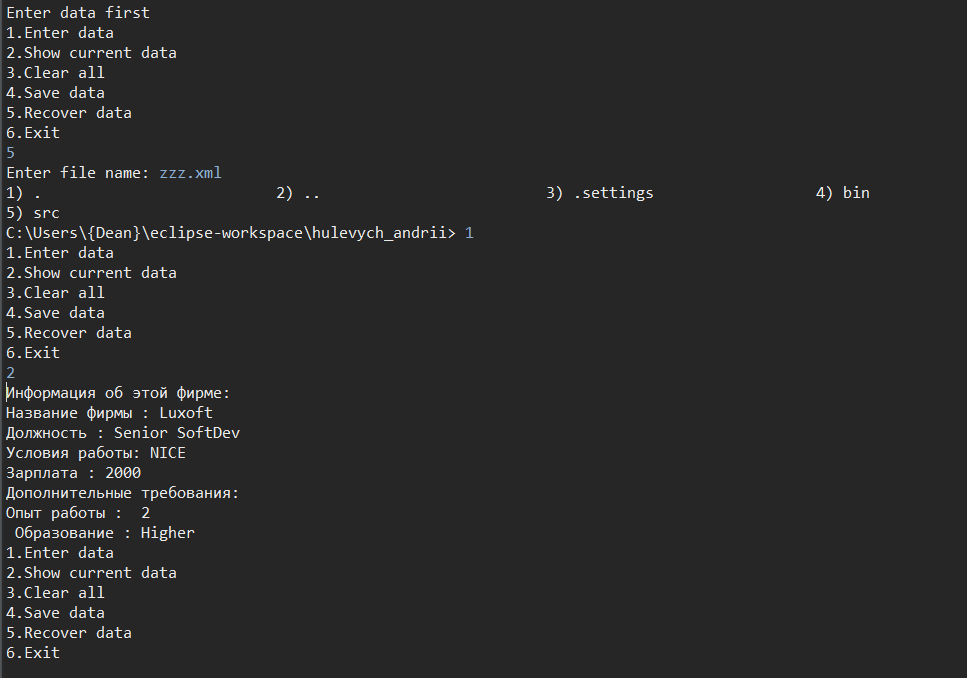 Enter data first
1.Enter data
2.Show current data
3.Clear all
4.Save data
5.Recover data
6.Exit
5
Enter file name: zzz.xml
1) . 2) .. 3) .settings 4) bin
5) src
C:\Users\{Dean}\eclipse-workspace\hulevych_andrii> 1
1.Enter data
2.Show current data
3.Clear all
4.Save data
5.Recover data
6.Exit
2
Информация об этой фирме:
Название фирмы : Luxoft
Должность : Senior SoftDev
Условия работы: NICE
Зарплата : 2000
Дополнительные требования:
Опыт работы :  2
 Образование : Higher
1.Enter data
2.Show current data
3.Clear all
4.Save data
5.Recover data
6.Exit